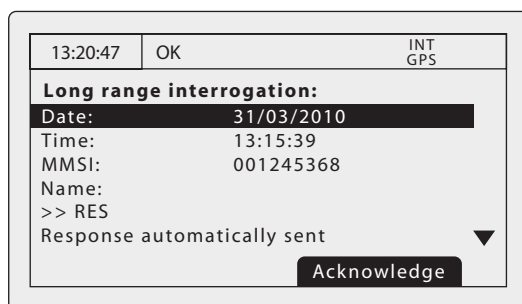 13:20:47 OK INT
GPS
Long range interrogation:
Date: 31/03/2010
Time: 13:15:39
MMSI: 001245368
Name:
>> RES
Response automatically sent
Acknowledge